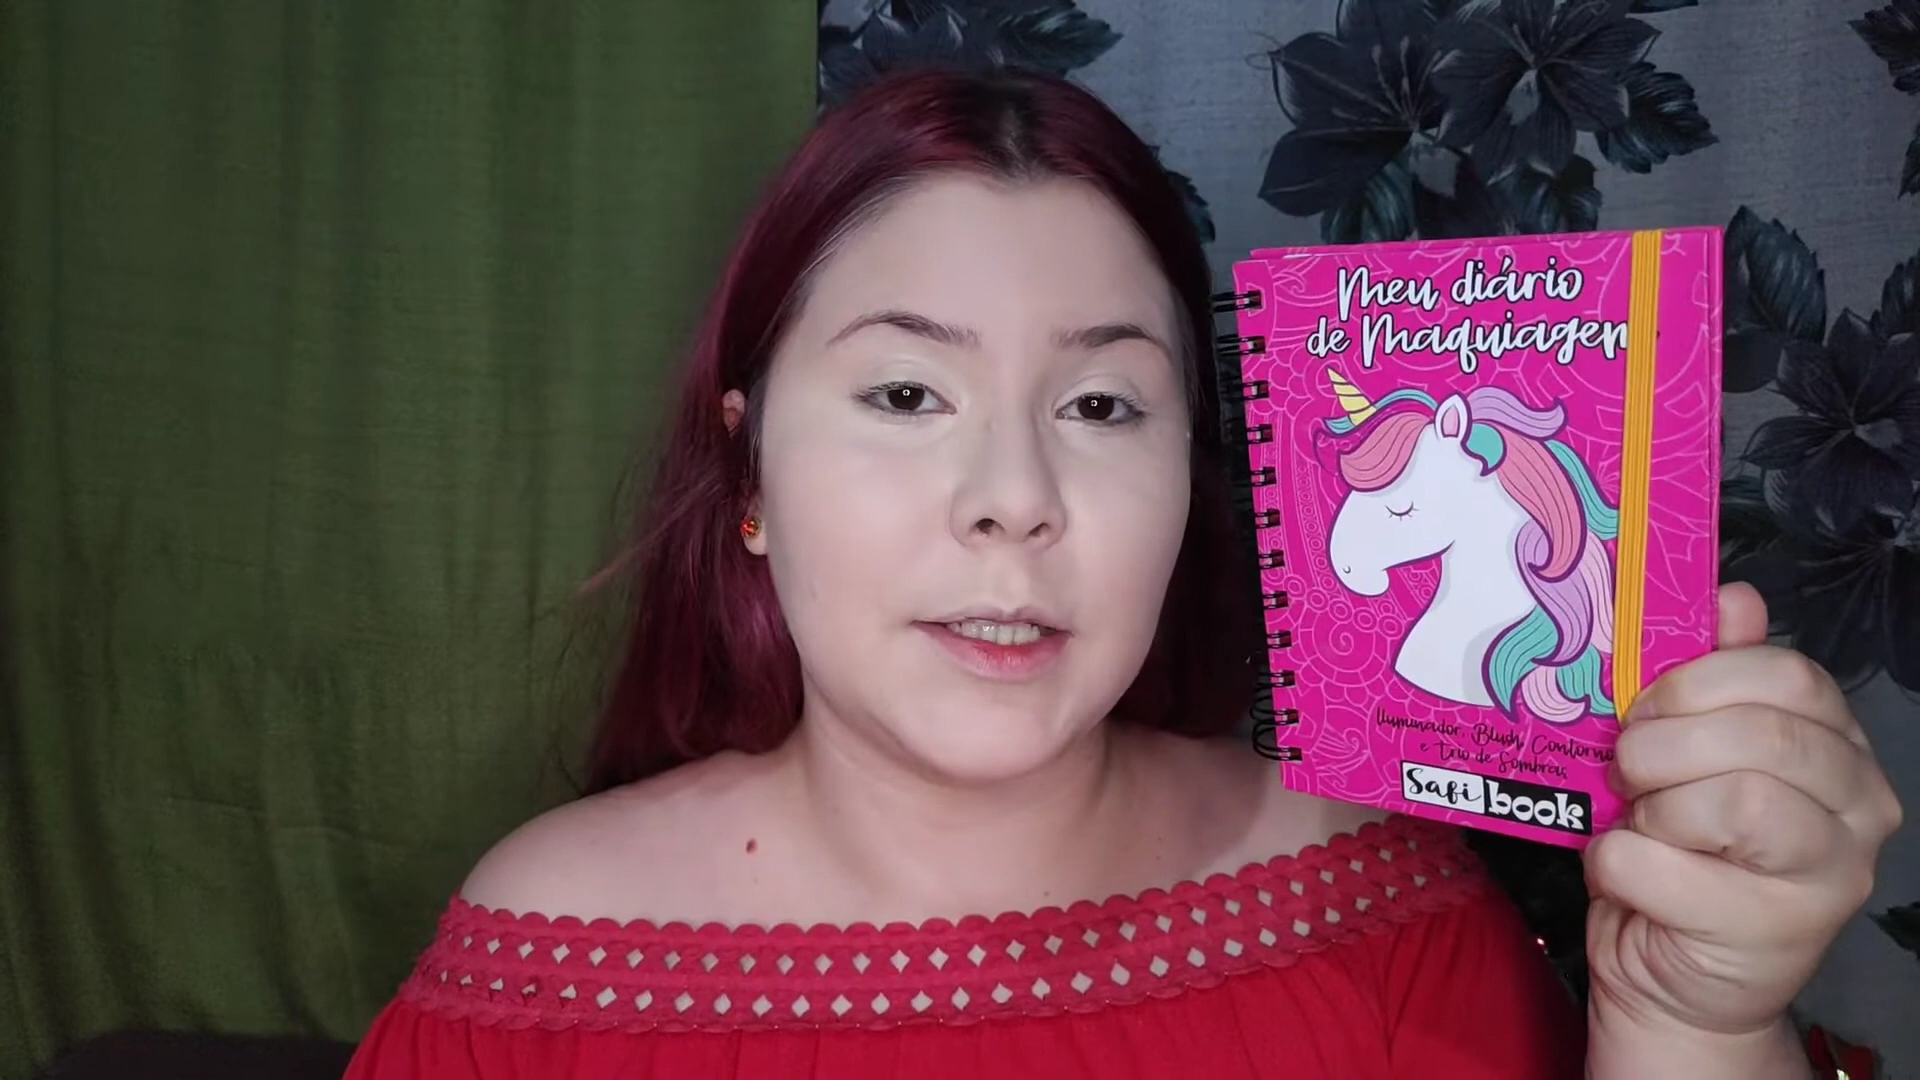 Meu diário
de Maquiagem
Iluminador, Blush, Contorno
e trio de Sombras
Safi book